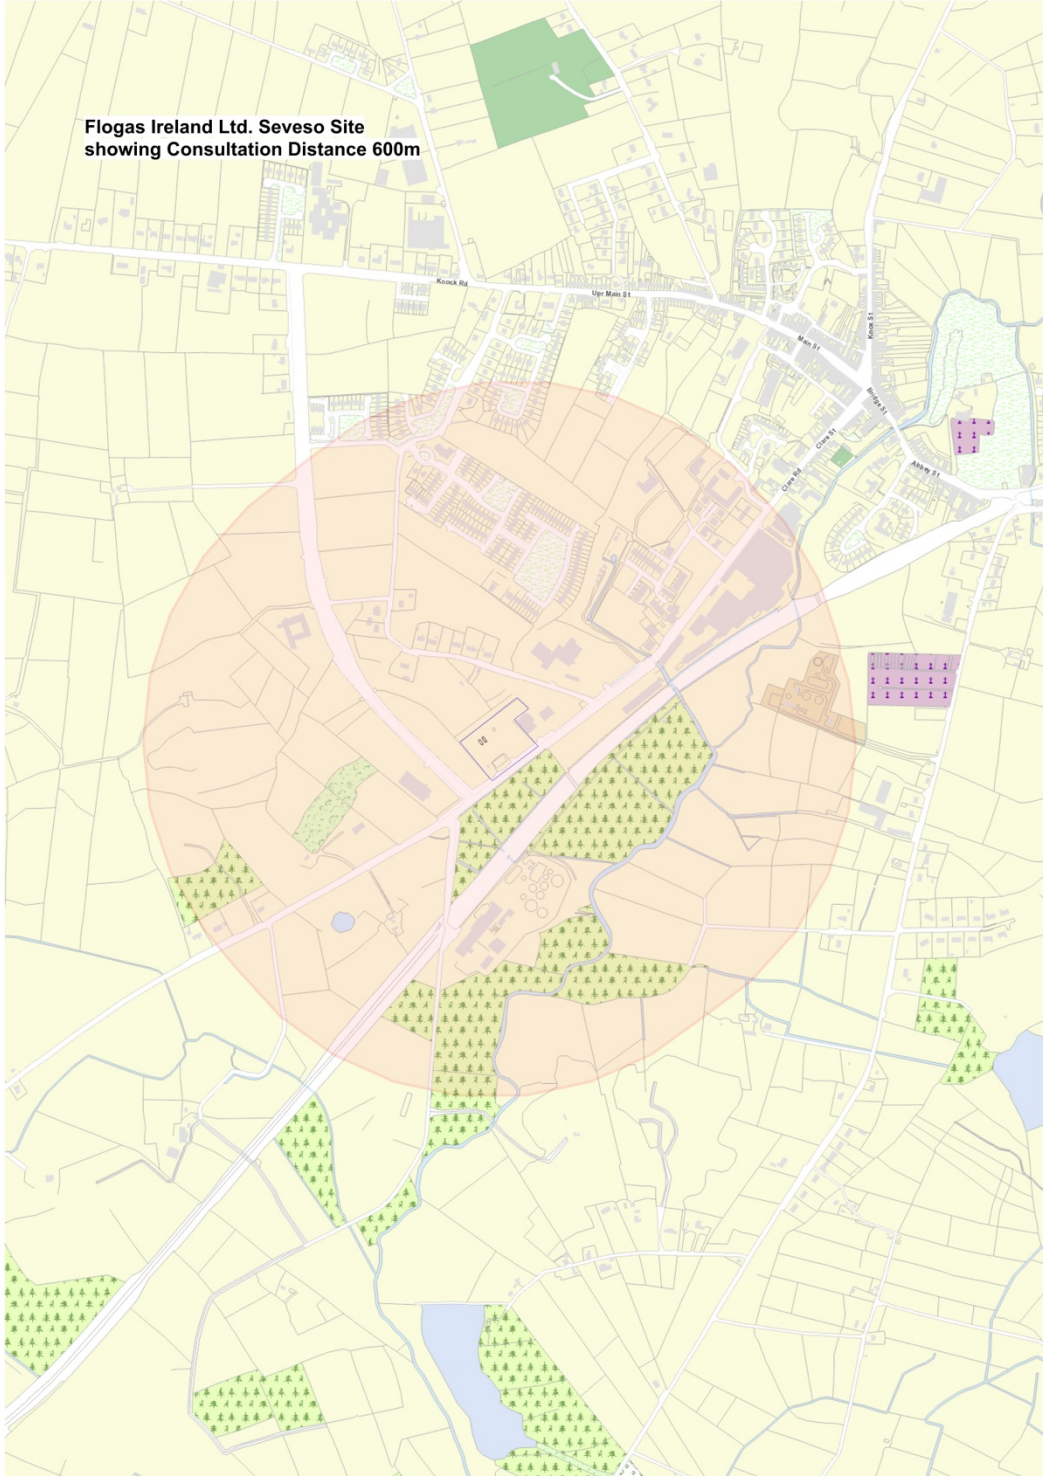 Flogas Ireland Ltd. Seveso Site
showing Consultation Distance 600m
Knock Rd
Upr Main St
Main St
Knox St
Bridge St
Clare St
Abbey St
Clare Rd